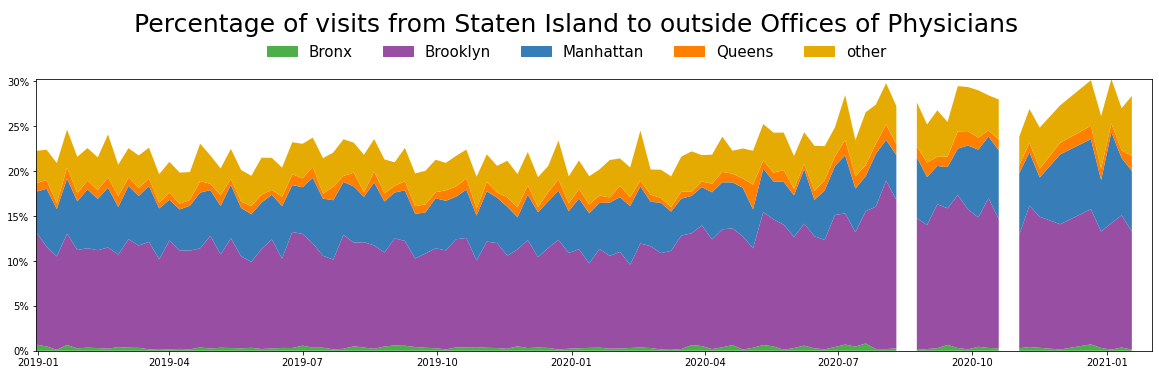 Percentage of visits from Staten Island to outside Offices of Physicians
Bronx Brooklyn Manhattan Queens other
30%
25%
20%
15%
10%
5%
0%
2019-01 2019-04 2019-07 2019-10 2020-01 2020-04 2020-07 2020-10 2021-01